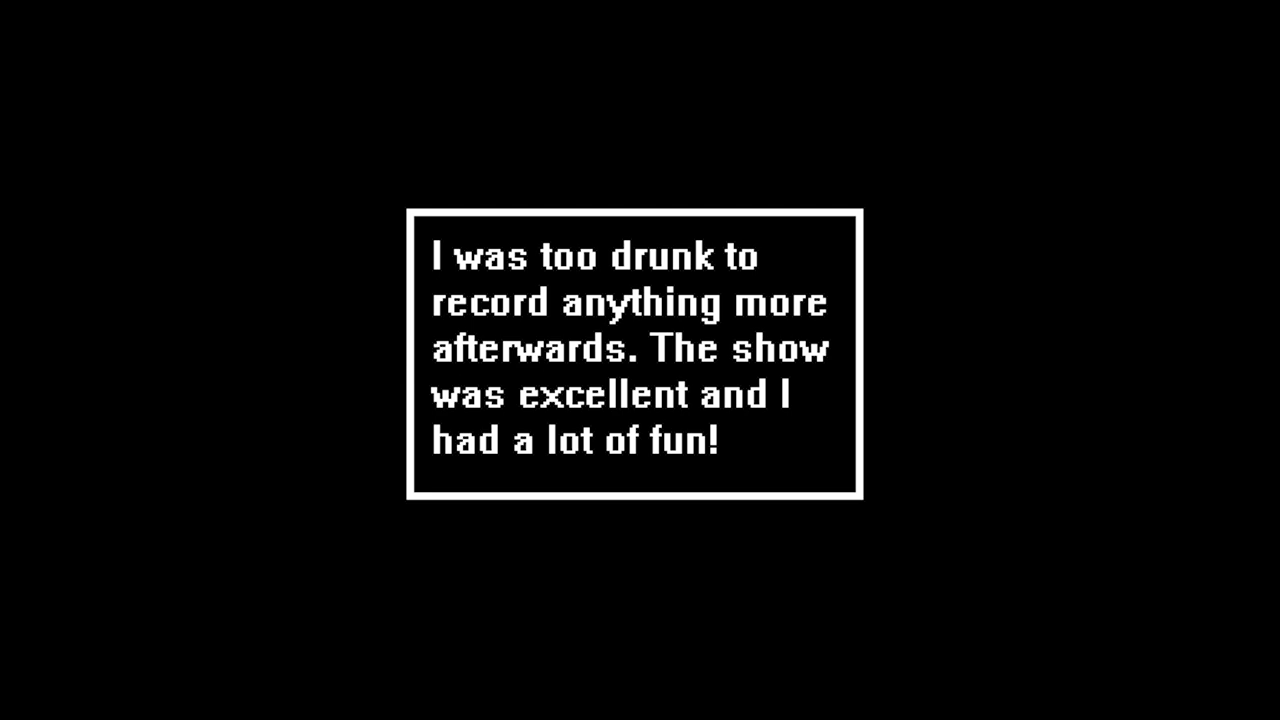 I was too drunk to
record anything more
afterwards. The show
was excellent and I
had a lot of fun!